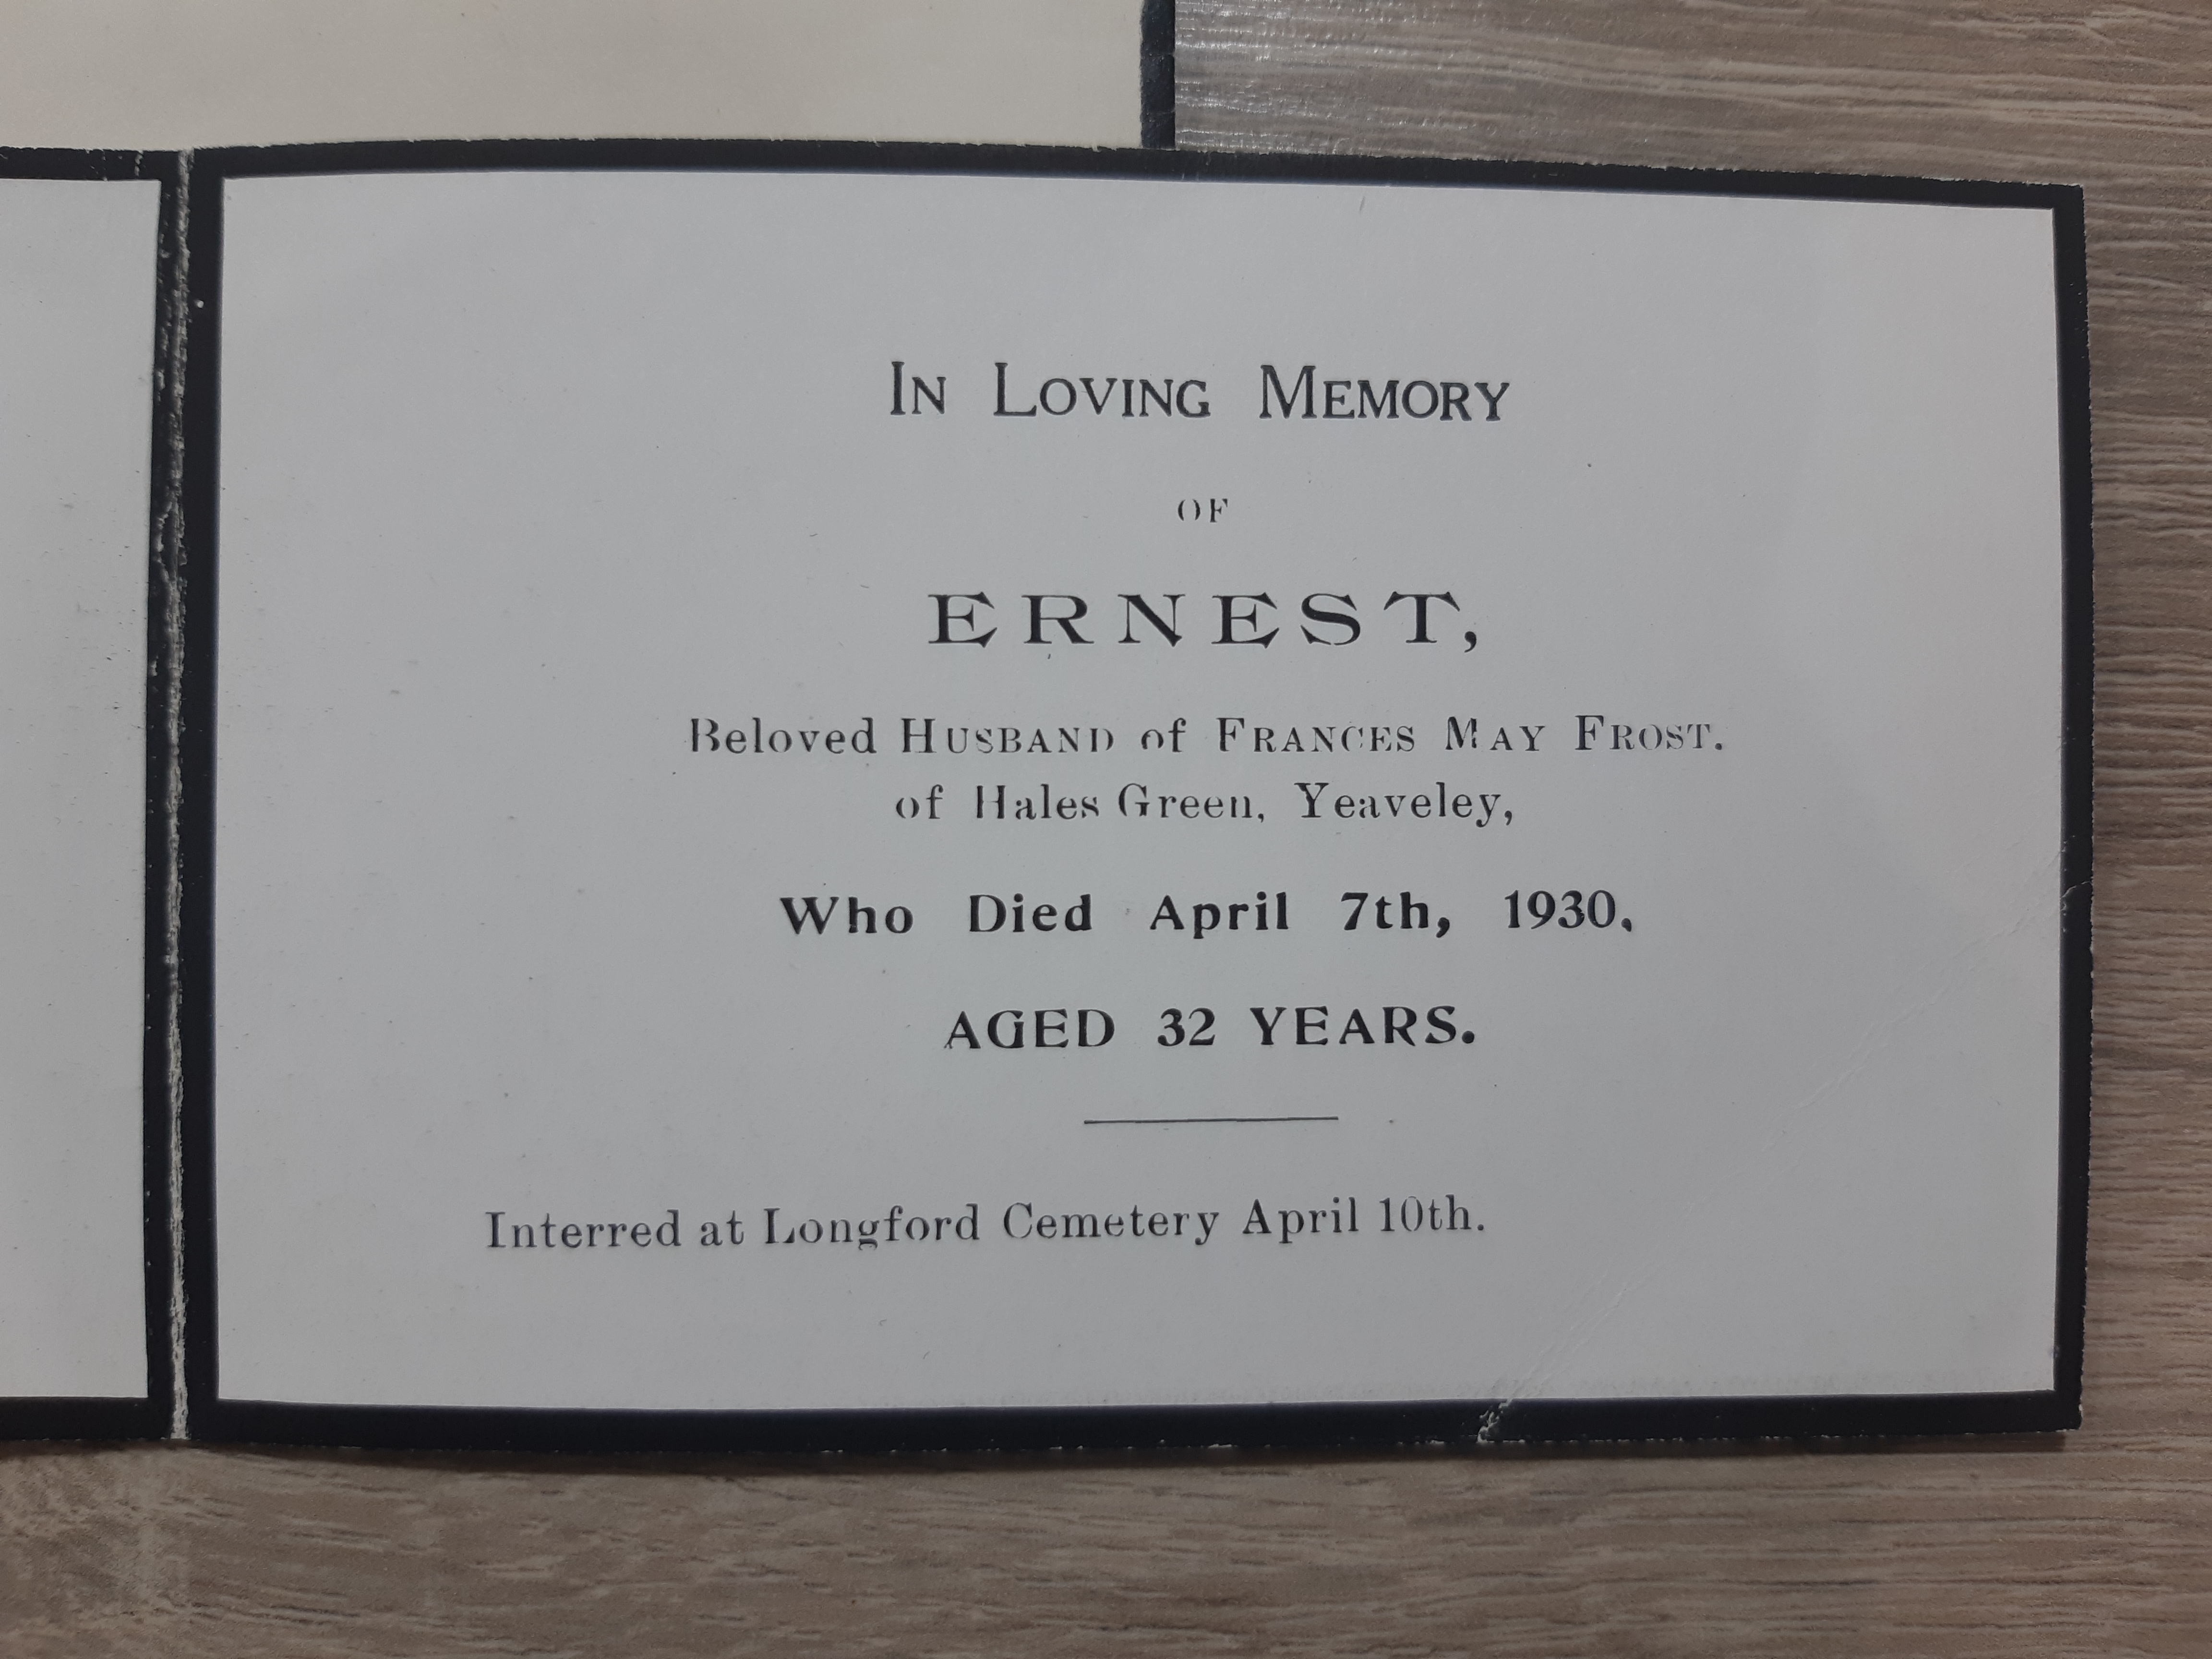 In Loving Memory
OF
ERNEST,
Beloved Husband of Frances May Frost.
of Hales Green, Yeaveley,
Who Died April 7th, 1930,
AGED 32 YEARS.
Interred at Longford Cemetery April 10th.